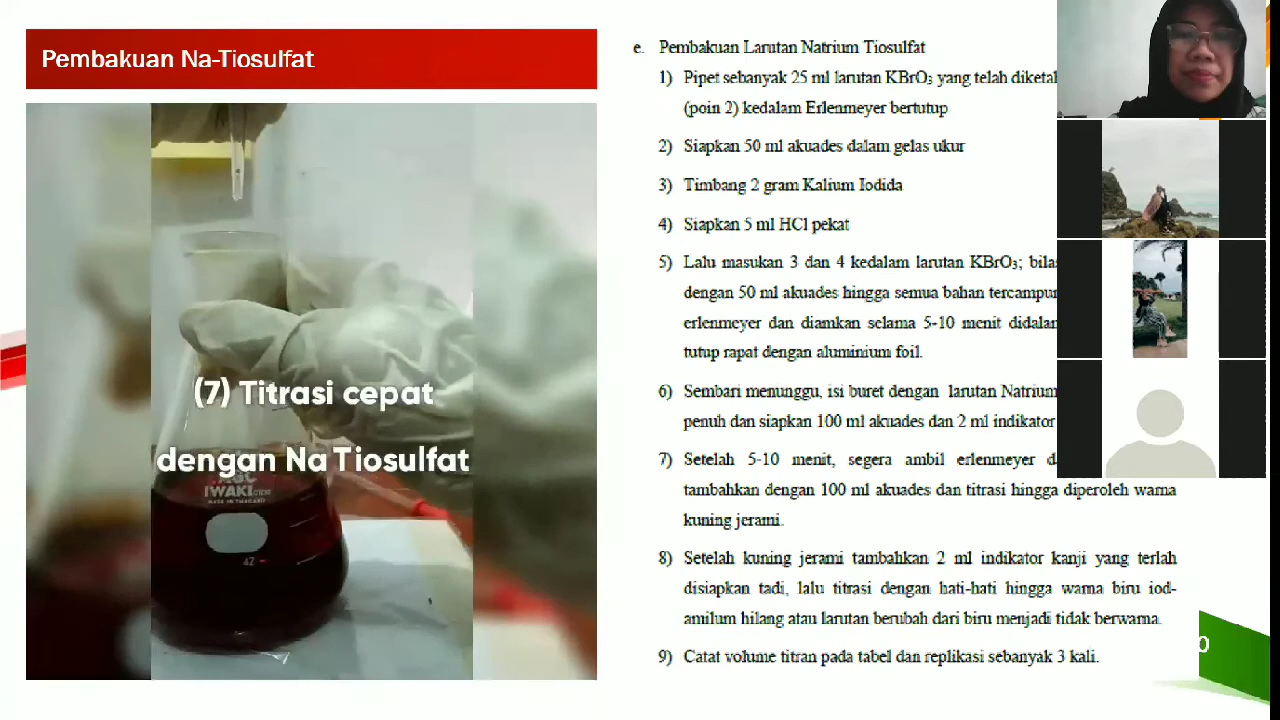 Pembakuan Na-Tiosulfat
(7) Titrasi cepat
dengan Na Tiosulfat
IWAKI
e. Pembakuan Larutan Natrium Tiosulfat
1) Pipet sebanyak 25 ml larutan KBrO₃ yang telah
(poin 2) kedalam Erlenmeyer bertutup
2) Siapkan 50 ml akuades dalam gelas ukur
3) Timbang 2 gram Kalium Iodida
4) Siapkan 5 ml HCl pekat
5) Lalu masukan 3 dan 4 kedalam larutan KBrO₃;
dengan 50 ml akuades hingga semua bahan
erlenmeyer dan diamkan selama 5-10 menit
tutup rapat dengan aluminium foil.
6) Sembari menunggu, isi buret dengan larutan Natrium
penuh dan siapkan 100 ml akuades dan 2 ml indikator
7) Setelah 5-10 menit, segera ambil erlenmeyer
tambahkan dengan 100 ml akuades dan titrasi hingga diperoleh warna
kuning jerami.
8) Setelah kuning jerami tambahkan 2 ml indikator kanji yang terlah
disiapkan tadi, lalu titrasi dengan hati-hati hingga warna biru iod-
amilum hilang atau larutan berubah dari biru menjadi tidak berwarna.
9) Catat volume titran pada tabel dan replikasi sebanyak 3 kali.